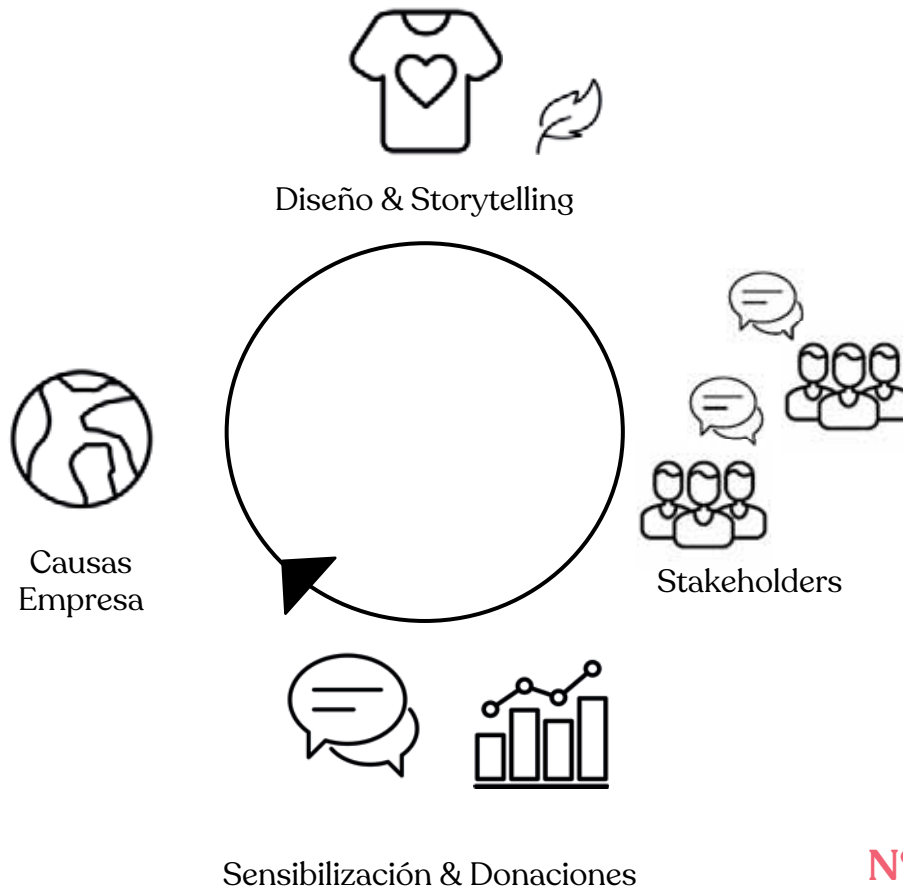 Diseño & Storytelling
Causas
Empresa
Stakeholders
Sensibilización & Donaciones